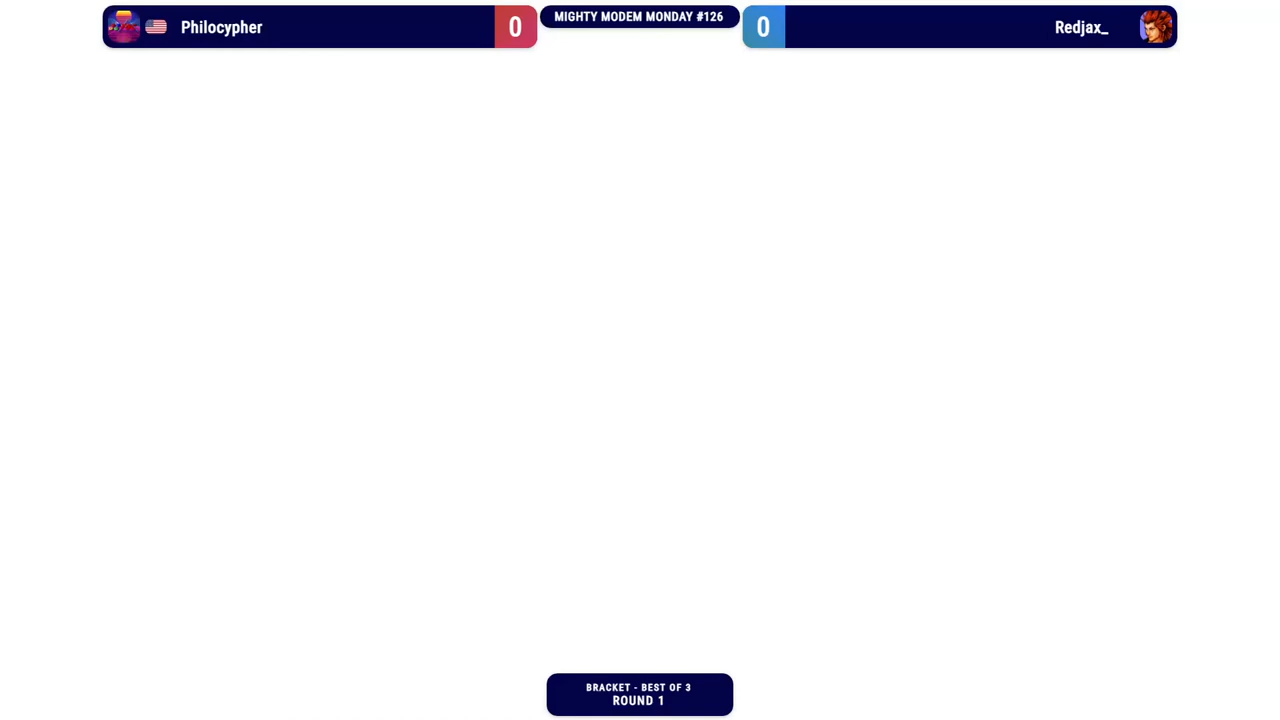 Philocypher
0
MIGHTY MODEM MONDAY #126
0
Redjax_
BRACKET - BEST OF 3
ROUND 1